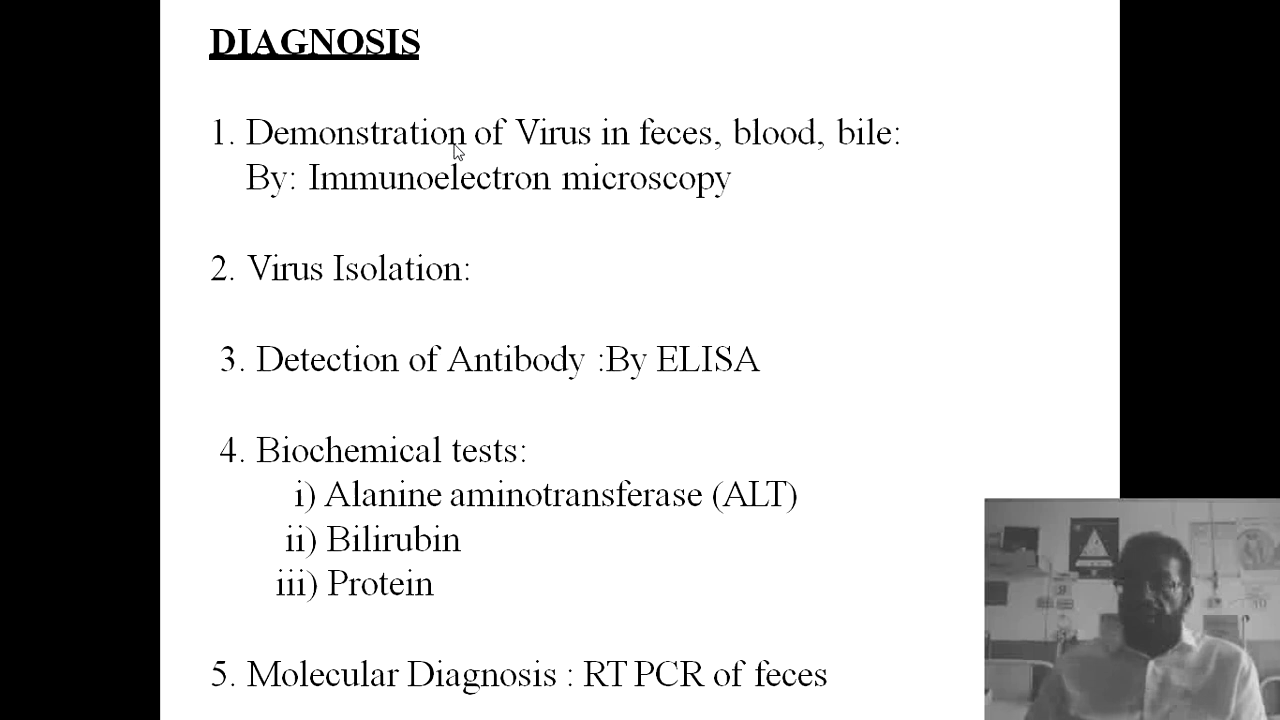 DIAGNOSIS
1. Demonstration of Virus in feces, blood, bile:
By: Immunoelectron microscopy
2. Virus Isolation:
3. Detection of Antibody :By ELISA
4. Biochemical tests:
i) Alanine aminotransferase (ALT)
ii) Bilirubin
iii) Protein
5. Molecular Diagnosis : RT PCR of feces